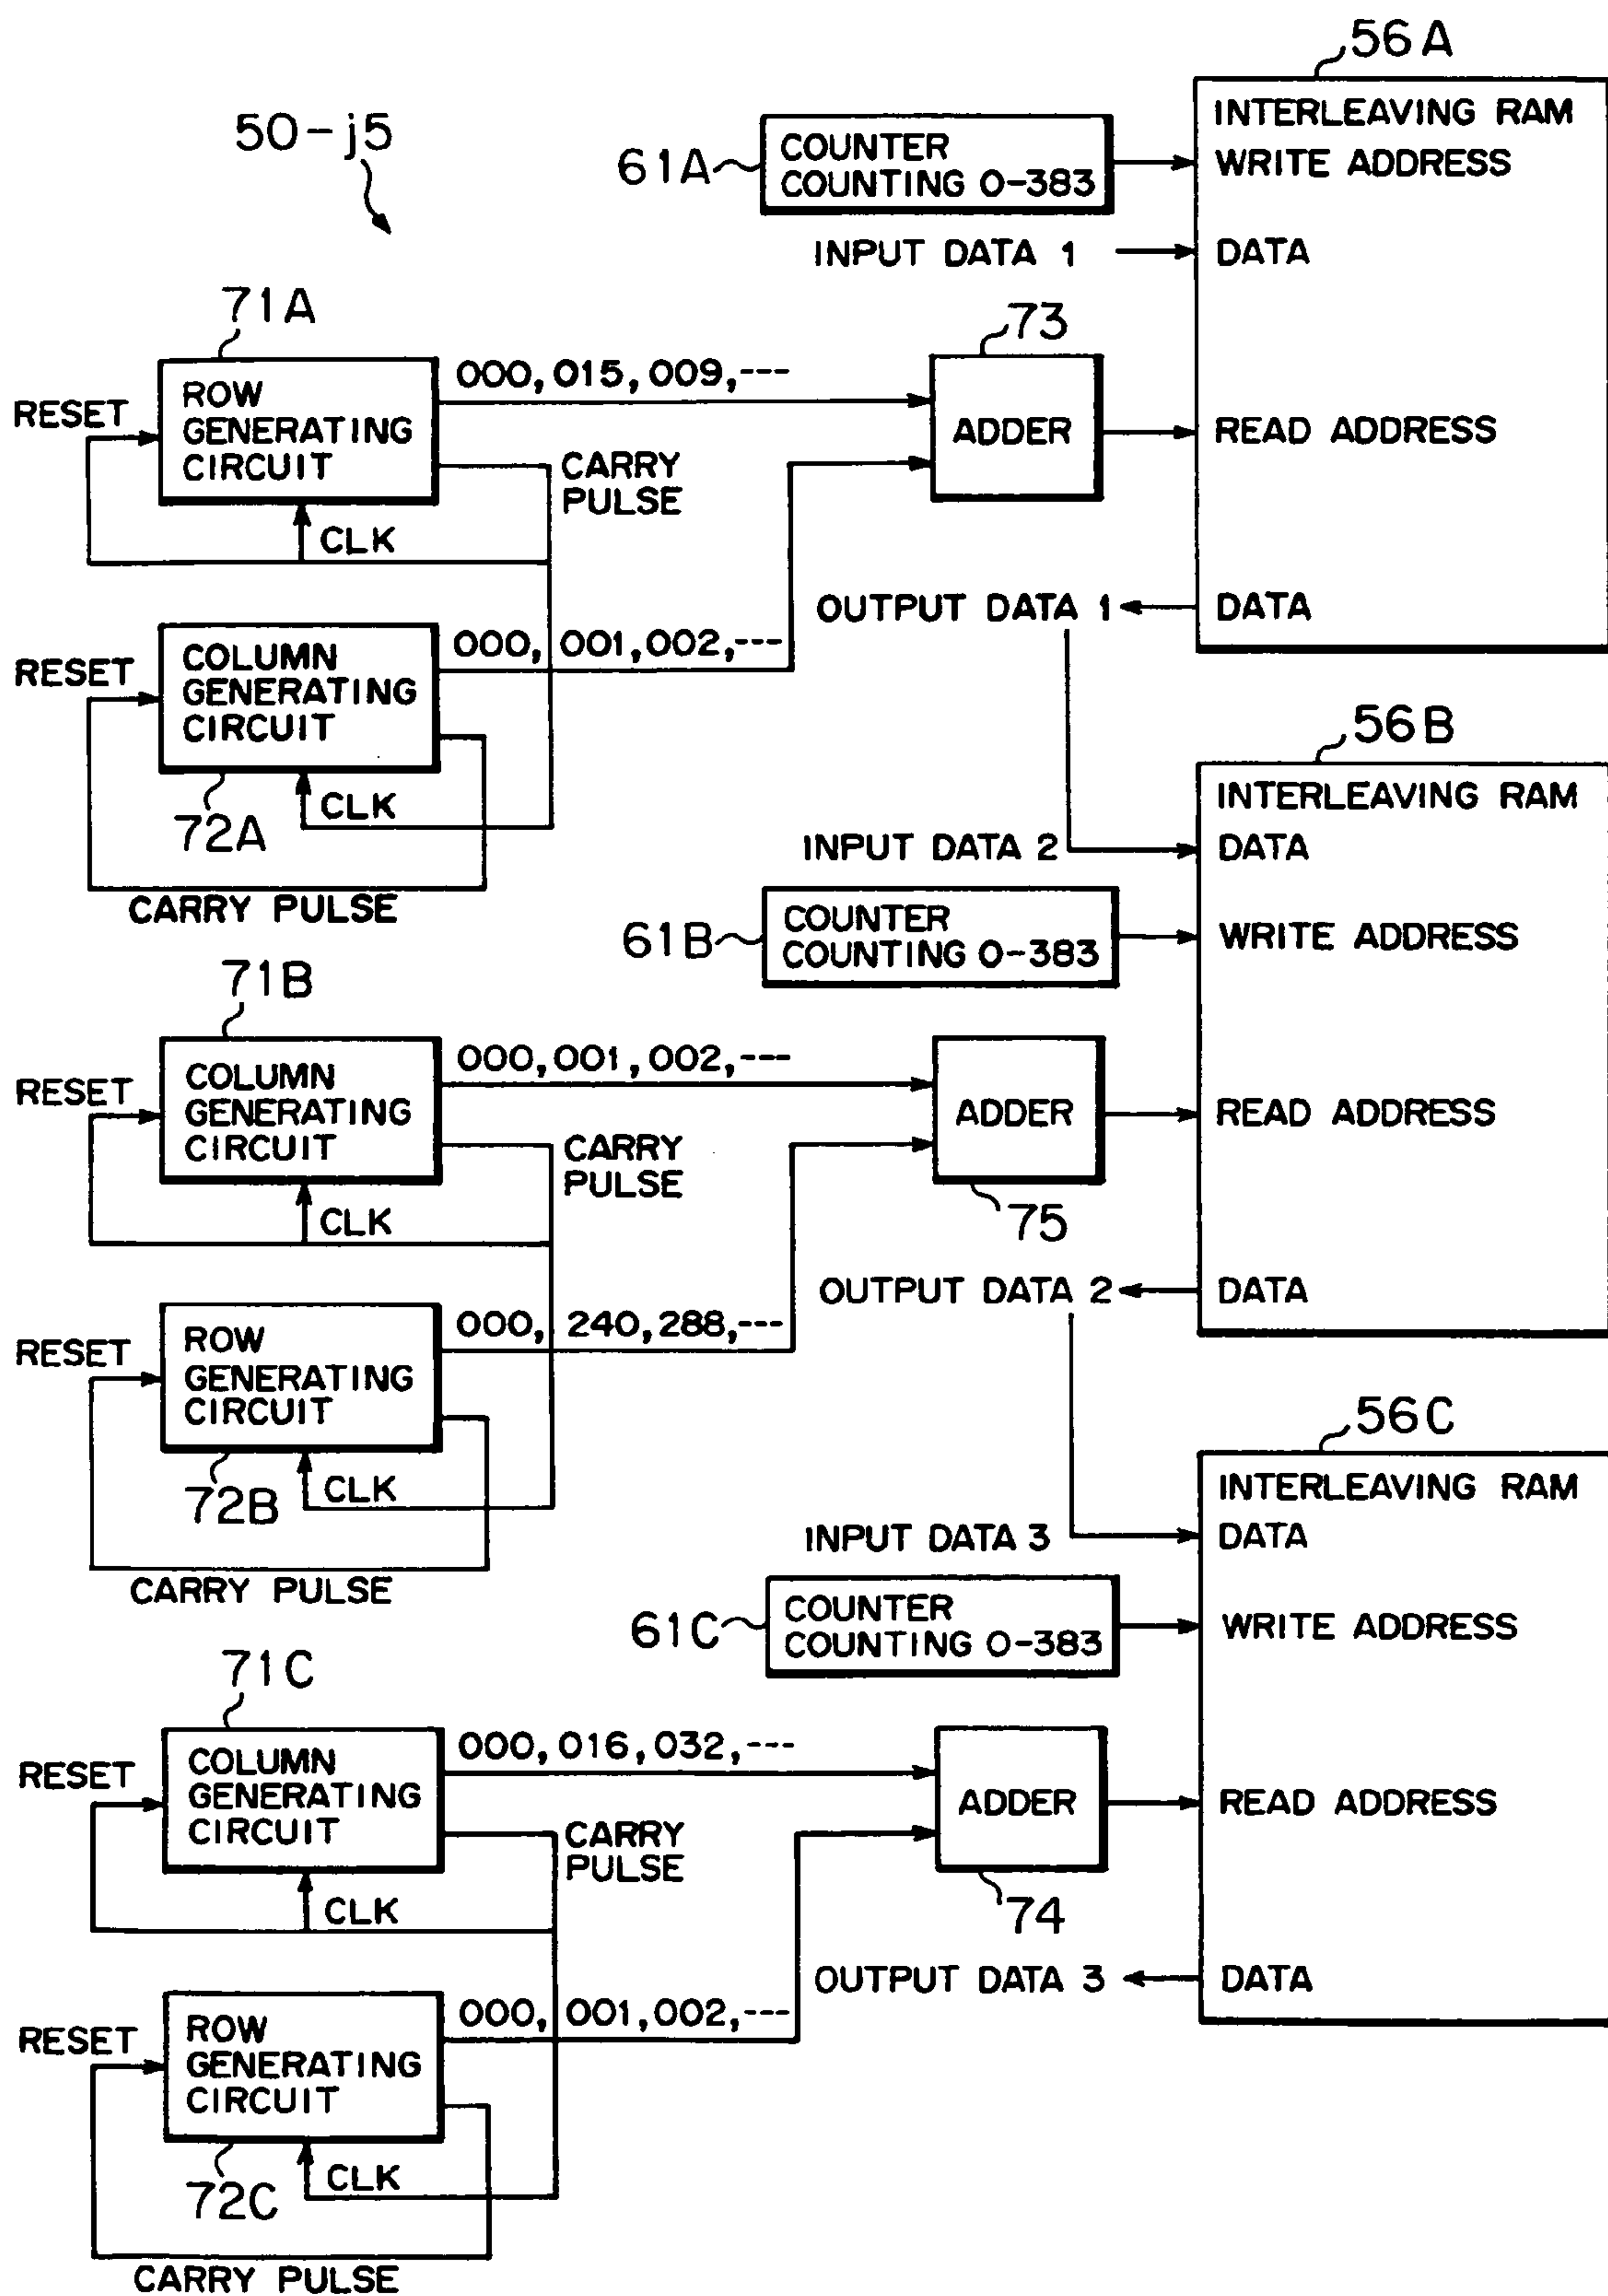 50-j5
56A
INTERLEAVING RAM
61A
COUNTER
COUNTING 0-383
WRITE ADDRESS
INPUT DATA 1
DATA
71A
RESET
ROW
GENERATING
CIRCUIT
000, 015, 009, ---
CARRY
PULSE
CLK
73
ADDER
READ ADDRESS
RESET
COLUMN
GENERATING
CIRCUIT
000, 001, 002, ---
72A
CLK
CARRY PULSE
OUTPUT DATA 1
DATA
56B
INTERLEAVING RAM
INPUT DATA 2
DATA
61B
COUNTER
COUNTING 0-383
WRITE ADDRESS
71B
RESET
COLUMN
GENERATING
CIRCUIT
000, 001, 002, ---
CARRY
PULSE
CLK
ADDER
75
READ ADDRESS
RESET
ROW
GENERATING
CIRCUIT
000, 240, 288, ---
72B
CLK
CARRY PULSE
OUTPUT DATA 2
DATA
56C
INTERLEAVING RAM
INPUT DATA 3
DATA
61C
COUNTER
COUNTING 0-383
WRITE ADDRESS
71C
RESET
COLUMN
GENERATING
CIRCUIT
000, 016, 032, ---
CARRY
PULSE
CLK
ADDER
74
READ ADDRESS
RESET
ROW
GENERATING
CIRCUIT
000, 001, 002, ---
72C
CLK
CARRY PULSE
OUTPUT DATA 3
DATA